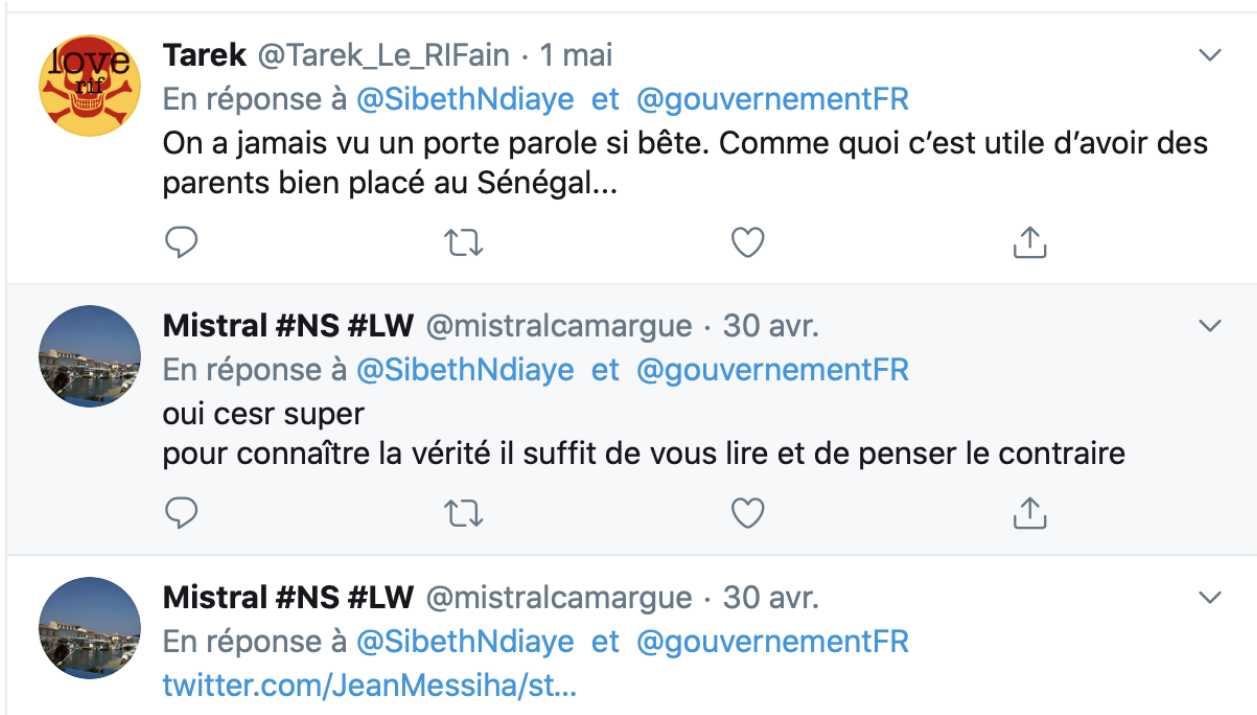 love
rif
Tarek @Tarek_Le_RIFain · 1 mai
En réponse à @SibethNdiaye et @gouvernementFR
On a jamais vu un porte parole si bête. Comme quoi c’est utile d’avoir des
parents bien placé au Sénégal...
Mistral #NS #LW @mistralcamargue · 30 avr.
En réponse à @SibethNdiaye et @gouvernementFR
oui cesr super
pour connaître la vérité il suffit de vous lire et de penser le contraire
Mistral #NS #LW @mistralcamargue · 30 avr.
En réponse à @SibethNdiaye et @gouvernementFR
twitter.com/JeanMessiha/st...